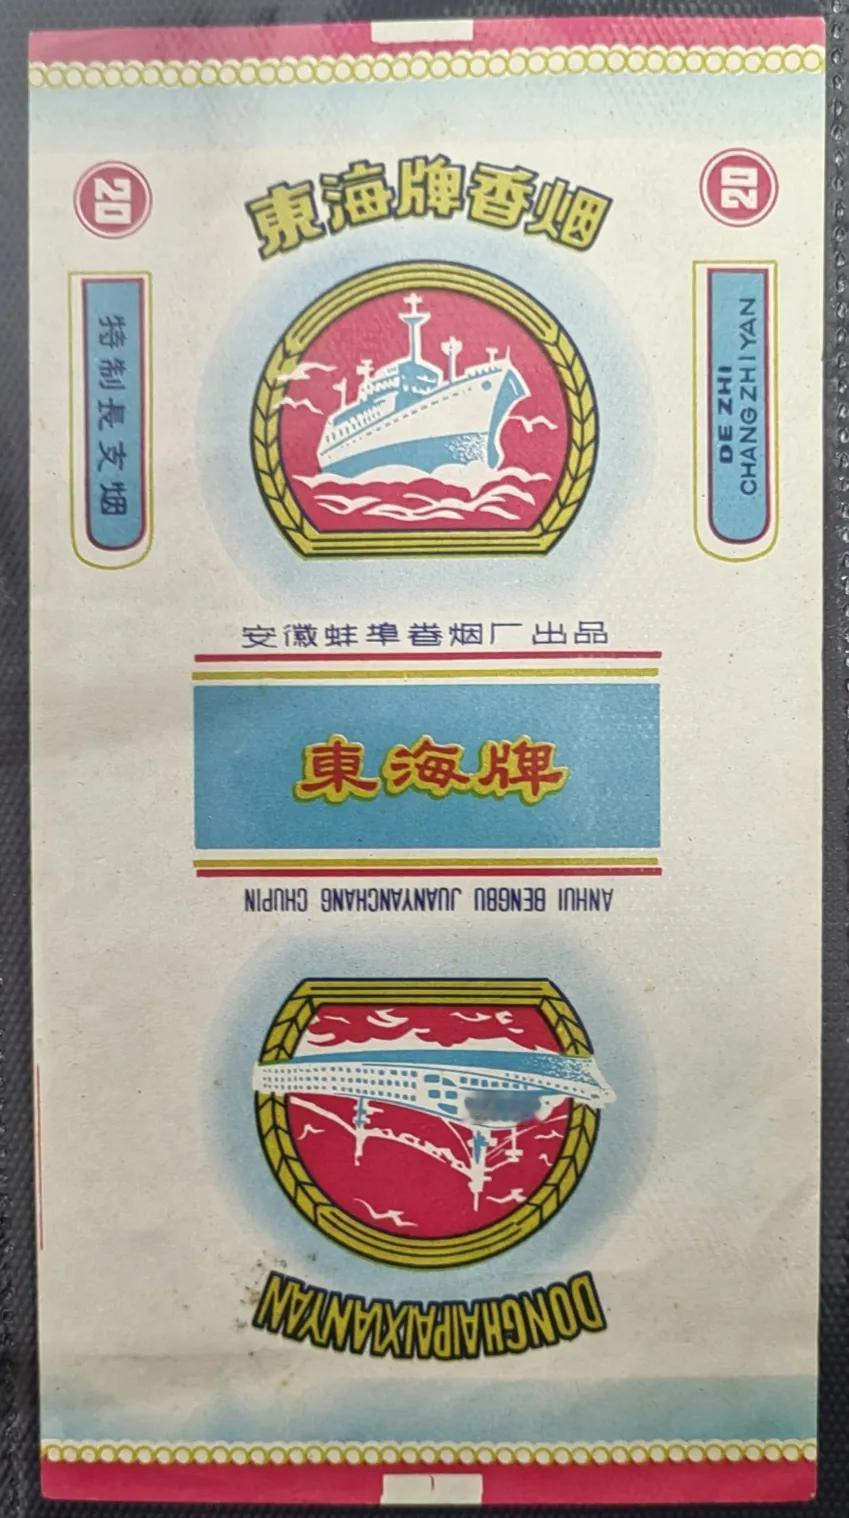 東海牌香烟
20
20
特制長支烟
DE ZHI
CHANG ZHI YAN
安徽蚌埠卷烟厂出品
東海牌
ANHUI BENGBU JUANYANCHANG CHUPIN
DONGHAIPAIXIANYAN